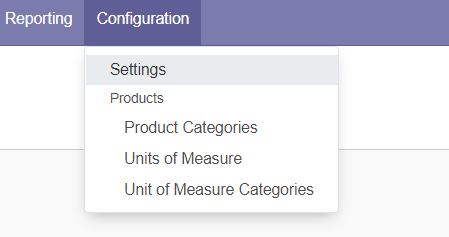 Reporting Configuration
Settings
Products
Product Categories
Units of Measure
Unit of Measure Categories